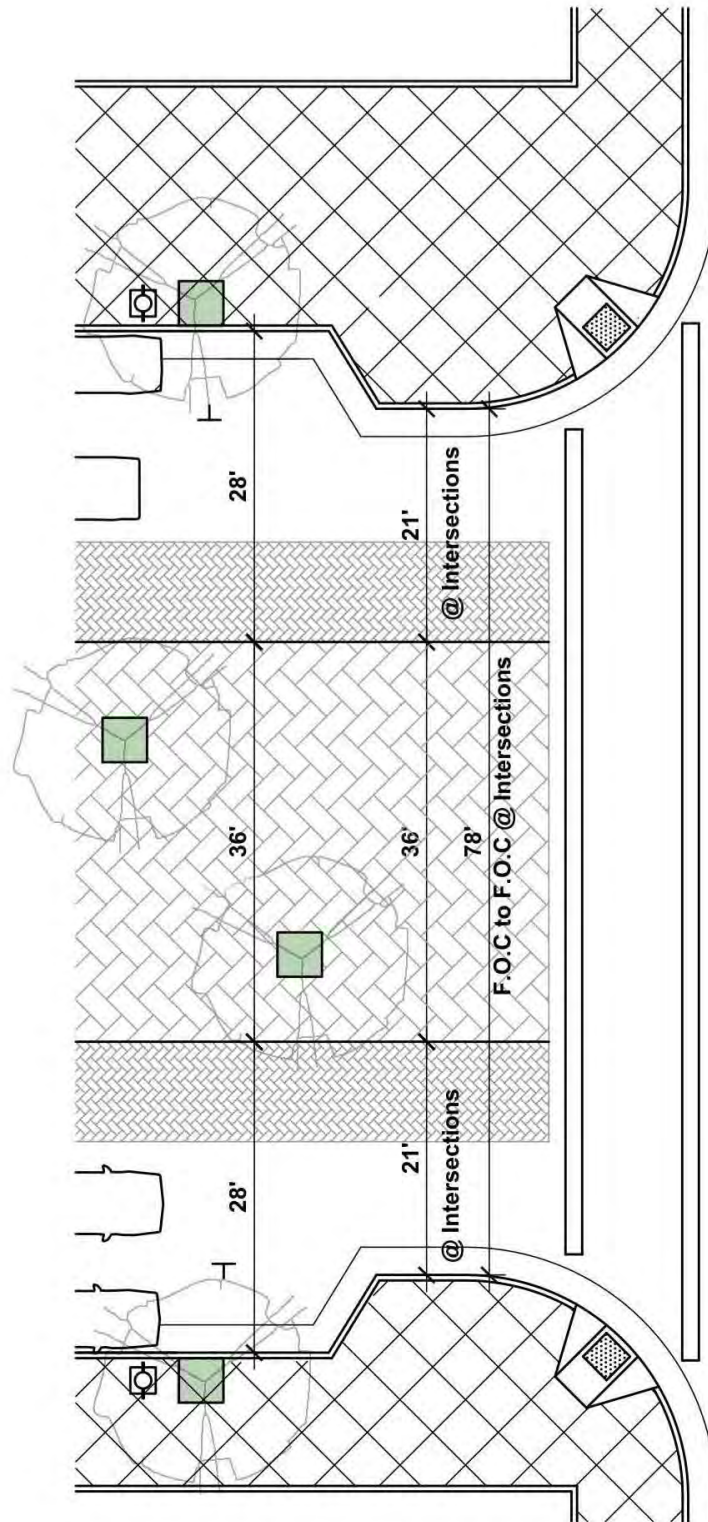 28'
21'
@ Intersections
36'
36'
78'
F.O.C to F.O.C @ Intersections
28'
21'
@ Intersections